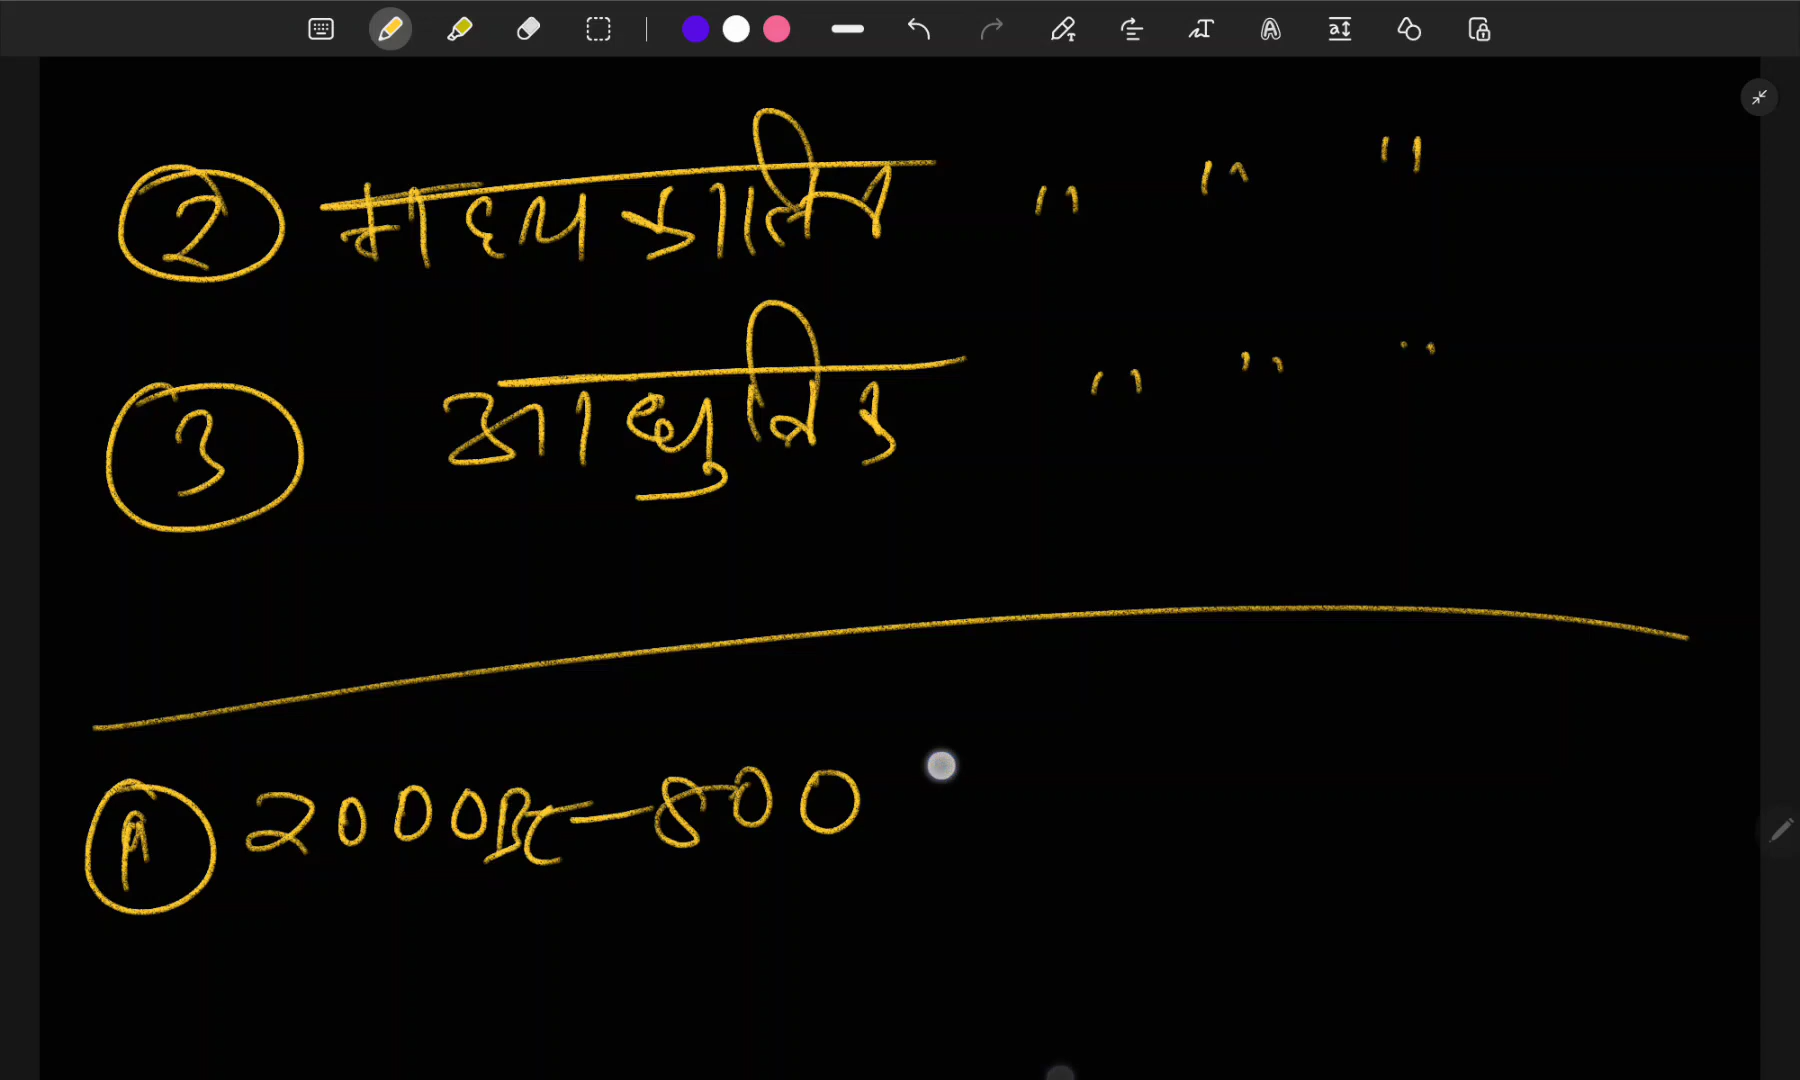 ② मध्यकालिन " " "
③ आधुनिक " " "
Ⓐ 2000BC-800